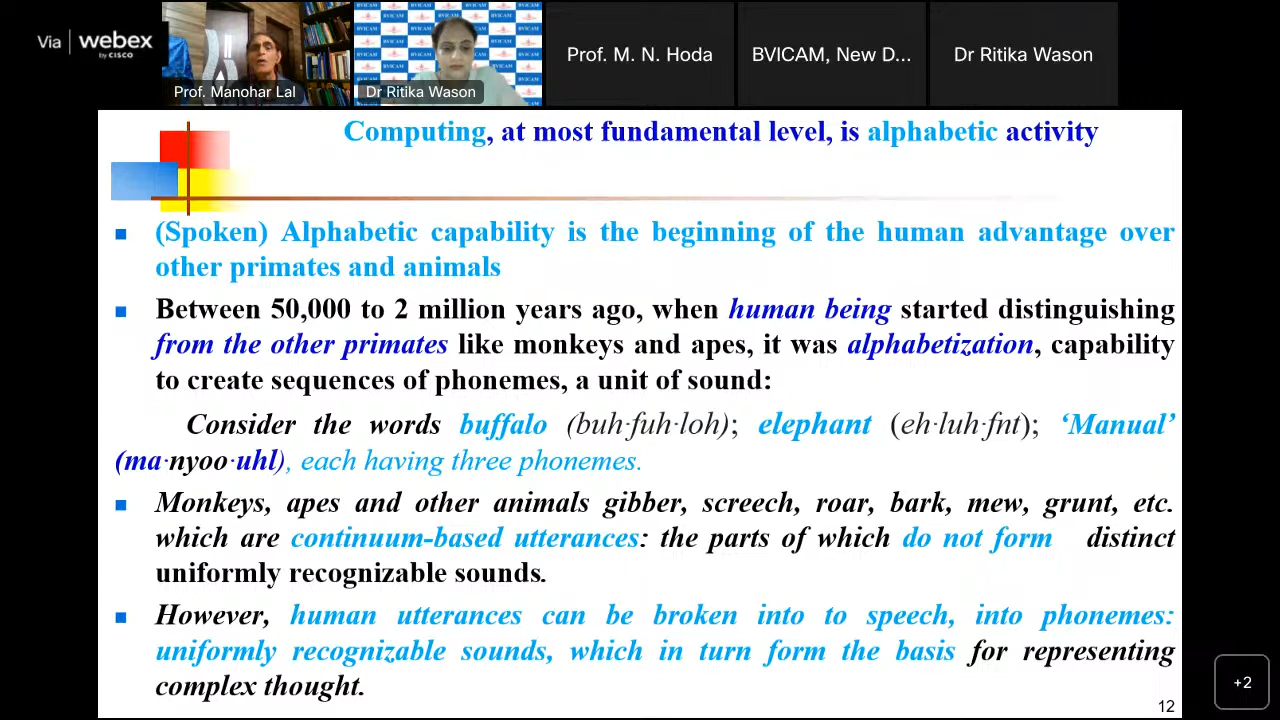 Via webex
by CISCO
BVICAM
Prof. Manohar Lal
Dr Ritika Wason
Prof. M. N. Hoda
BVICAM, New D...
Dr Ritika Wason
Computing, at most fundamental level, is alphabetic activity
(Spoken) Alphabetic capability is the beginning of the human advantage over
other primates and animals
Between 50,000 to 2 million years ago, when human being started distinguishing
from the other primates like monkeys and apes, it was alphabetization, capability
to create sequences of phonemes, a unit of sound:
Consider the words buffalo (buh·fuh·loh); elephant (eh·luh·fnt); ‘Manual’
(ma·nyoo·uhl), each having three phonemes.
Monkeys, apes and other animals gibber, screech, roar, bark, mew, grunt, etc.
which are continuum-based utterances: the parts of which do not form distinct
uniformly recognizable sounds.
However, human utterances can be broken into to speech, into phonemes:
uniformly recognizable sounds, which in turn form the basis for representing
complex thought.
12
+2